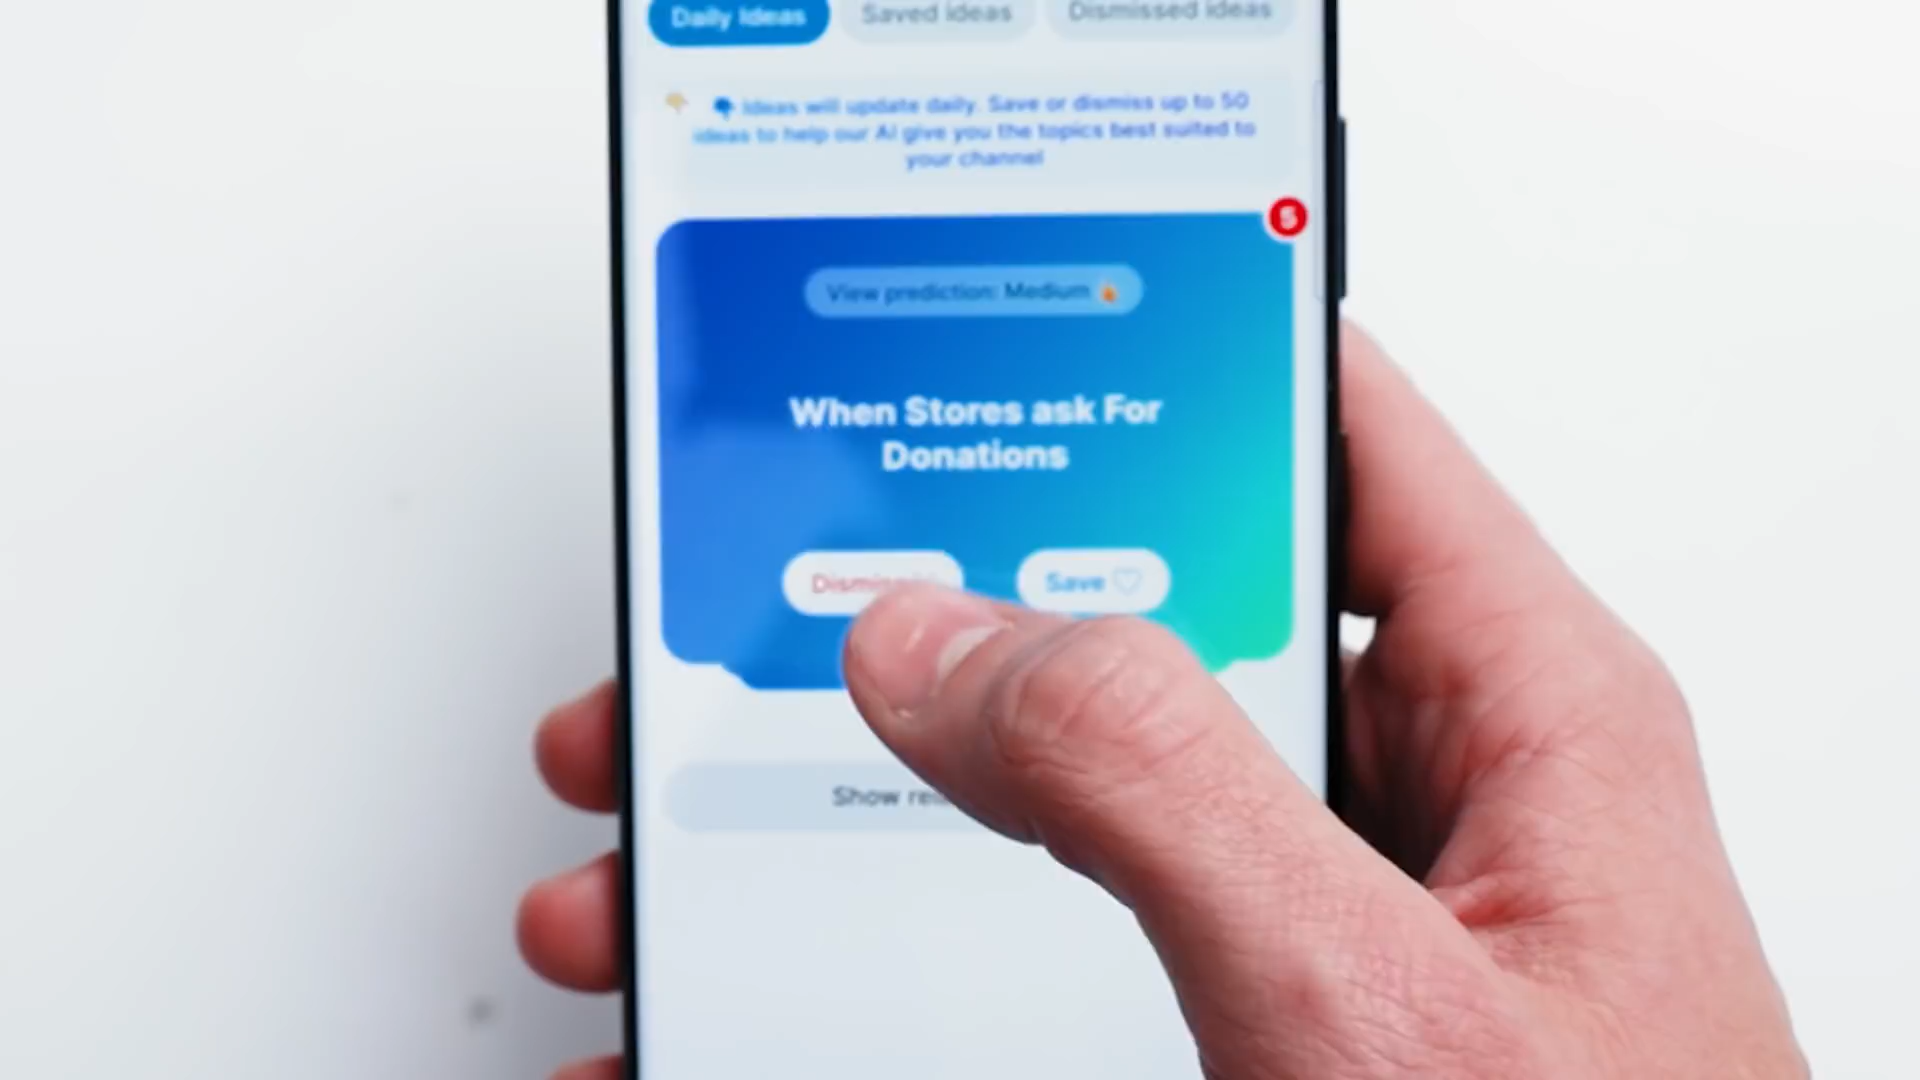 Daily Ideas
Saved ideas
Dismissed ideas
Ideas will update daily. Save or dismiss up to 50
ideas to help our AI give you the topics best suited to
your channel
5
View prediction: Medium
When Stores ask For
Donations
Save
Show